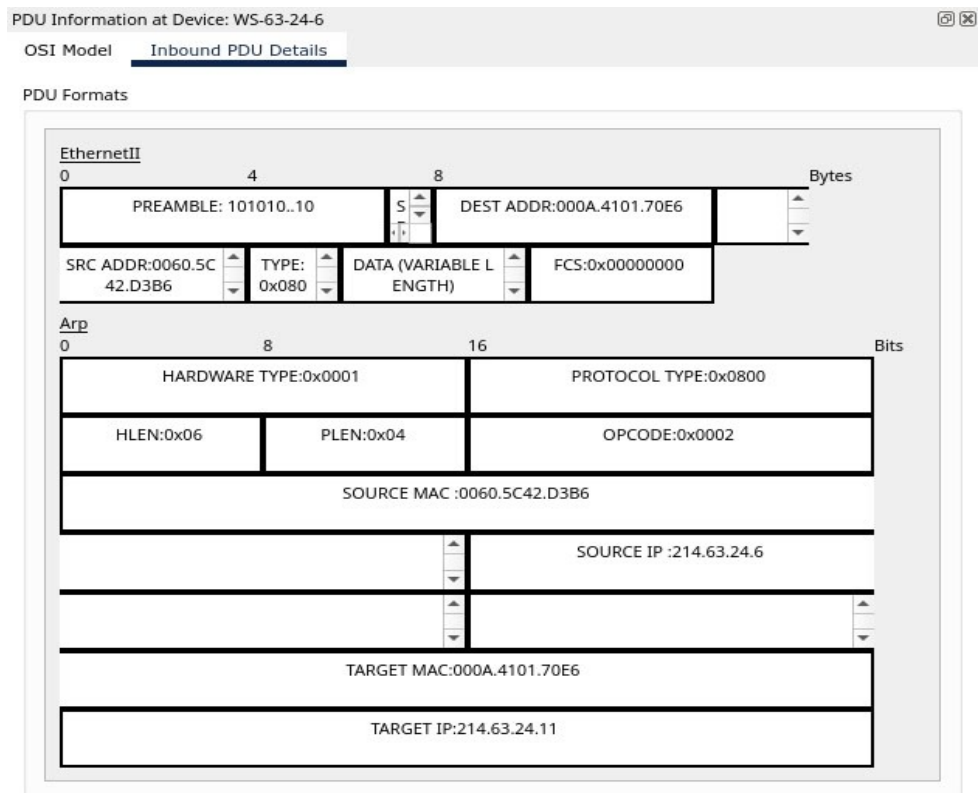 PDU Information at Device: WS-63-24-6
OSI Model Inbound PDU Details
PDU Formats
EthernetII
0 4 8 Bytes
PREAMBLE: 101010..10 S DEST ADDR:000A.4101.70E6
SRC ADDR:0060.5C
42.D3B6
TYPE:
0x080
DATA (VARIABLE L
ENGTH)
FCS:0x00000000
Arp
0 8 16 Bits
HARDWARE TYPE:0x0001 PROTOCOL TYPE:0x0800
HLEN:0x06 PLEN:0x04 OPCODE:0x0002
SOURCE MAC :0060.5C42.D3B6
SOURCE IP :214.63.24.6
TARGET MAC:000A.4101.70E6
TARGET IP:214.63.24.11